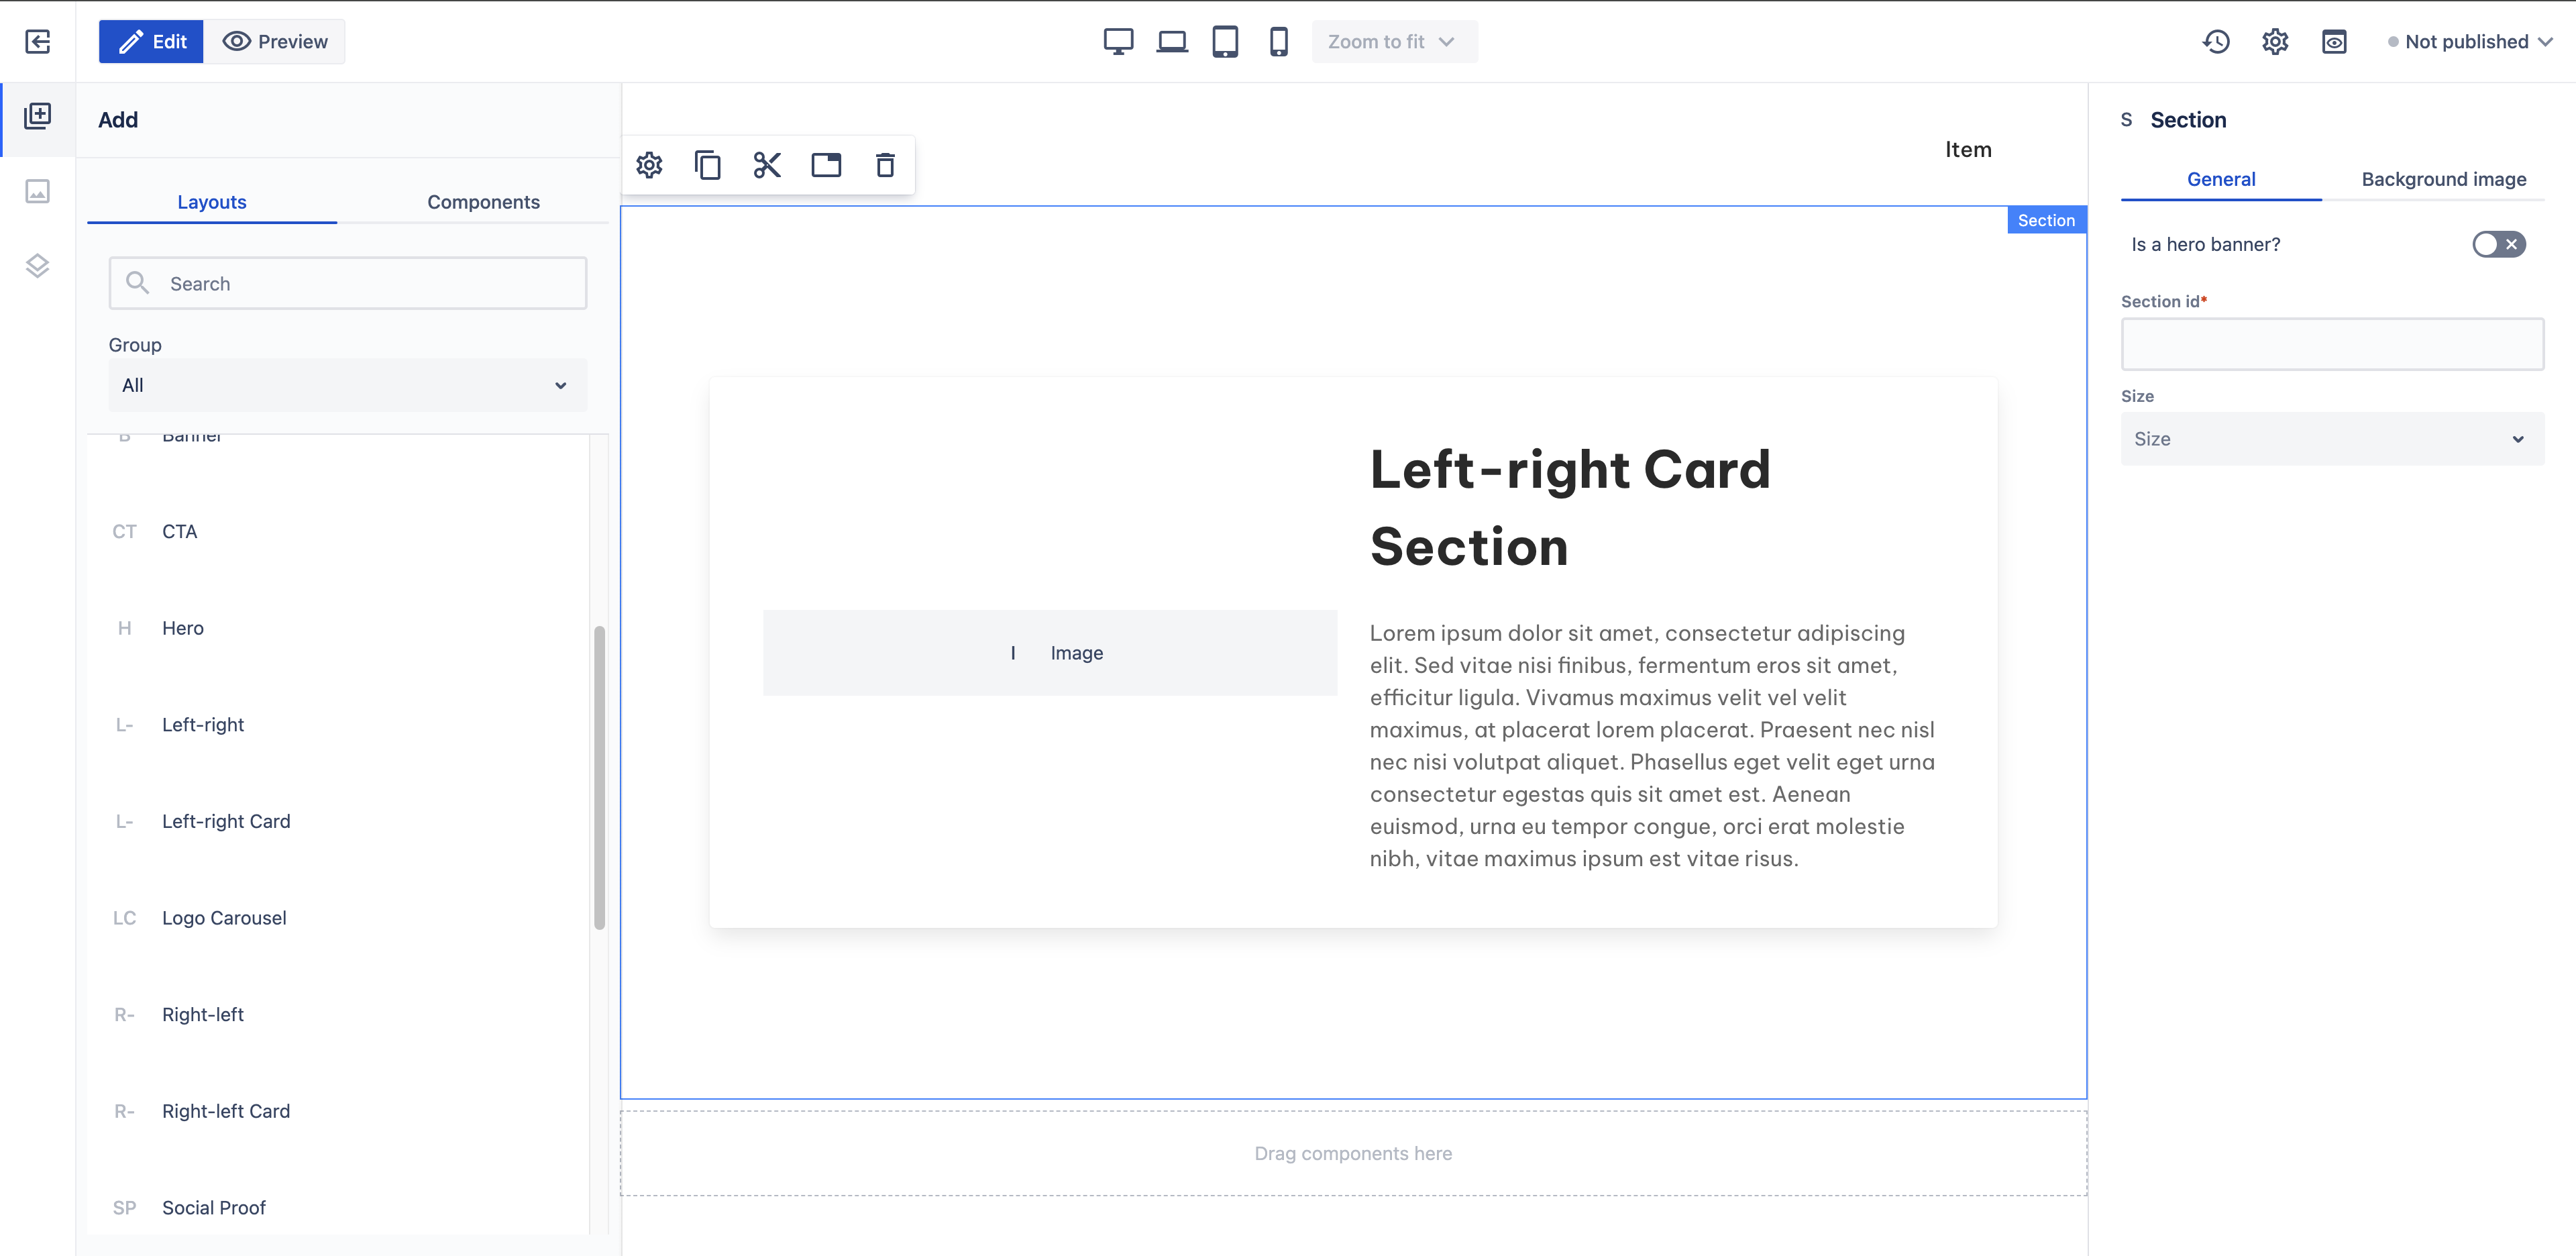 Edit
Preview
Zoom to fit
Not published
Add
Layouts
Components
Search
Group
All
B Banner
CT CTA
H Hero
L- Left-right
L- Left-right Card
LC Logo Carousel
R- Right-left
R- Right-left Card
SP Social Proof
Item
Section
Left-right Card
Section
I Image
Lorem ipsum dolor sit amet, consectetur adipiscing
elit. Sed vitae nisi finibus, fermentum eros sit amet,
efficitur ligula. Vivamus maximus velit vel velit
maximus, at placerat lorem placerat. Praesent nec nisl
nec nisi volutpat aliquet. Phasellus eget velit eget urna
consectetur egestas quis sit amet est. Aenean
euismod, urna eu tempor congue, orci erat molestie
nibh, vitae maximus ipsum est vitae risus.
Drag components here
S Section
General
Background image
Is a hero banner?
Section id*
Size
Size